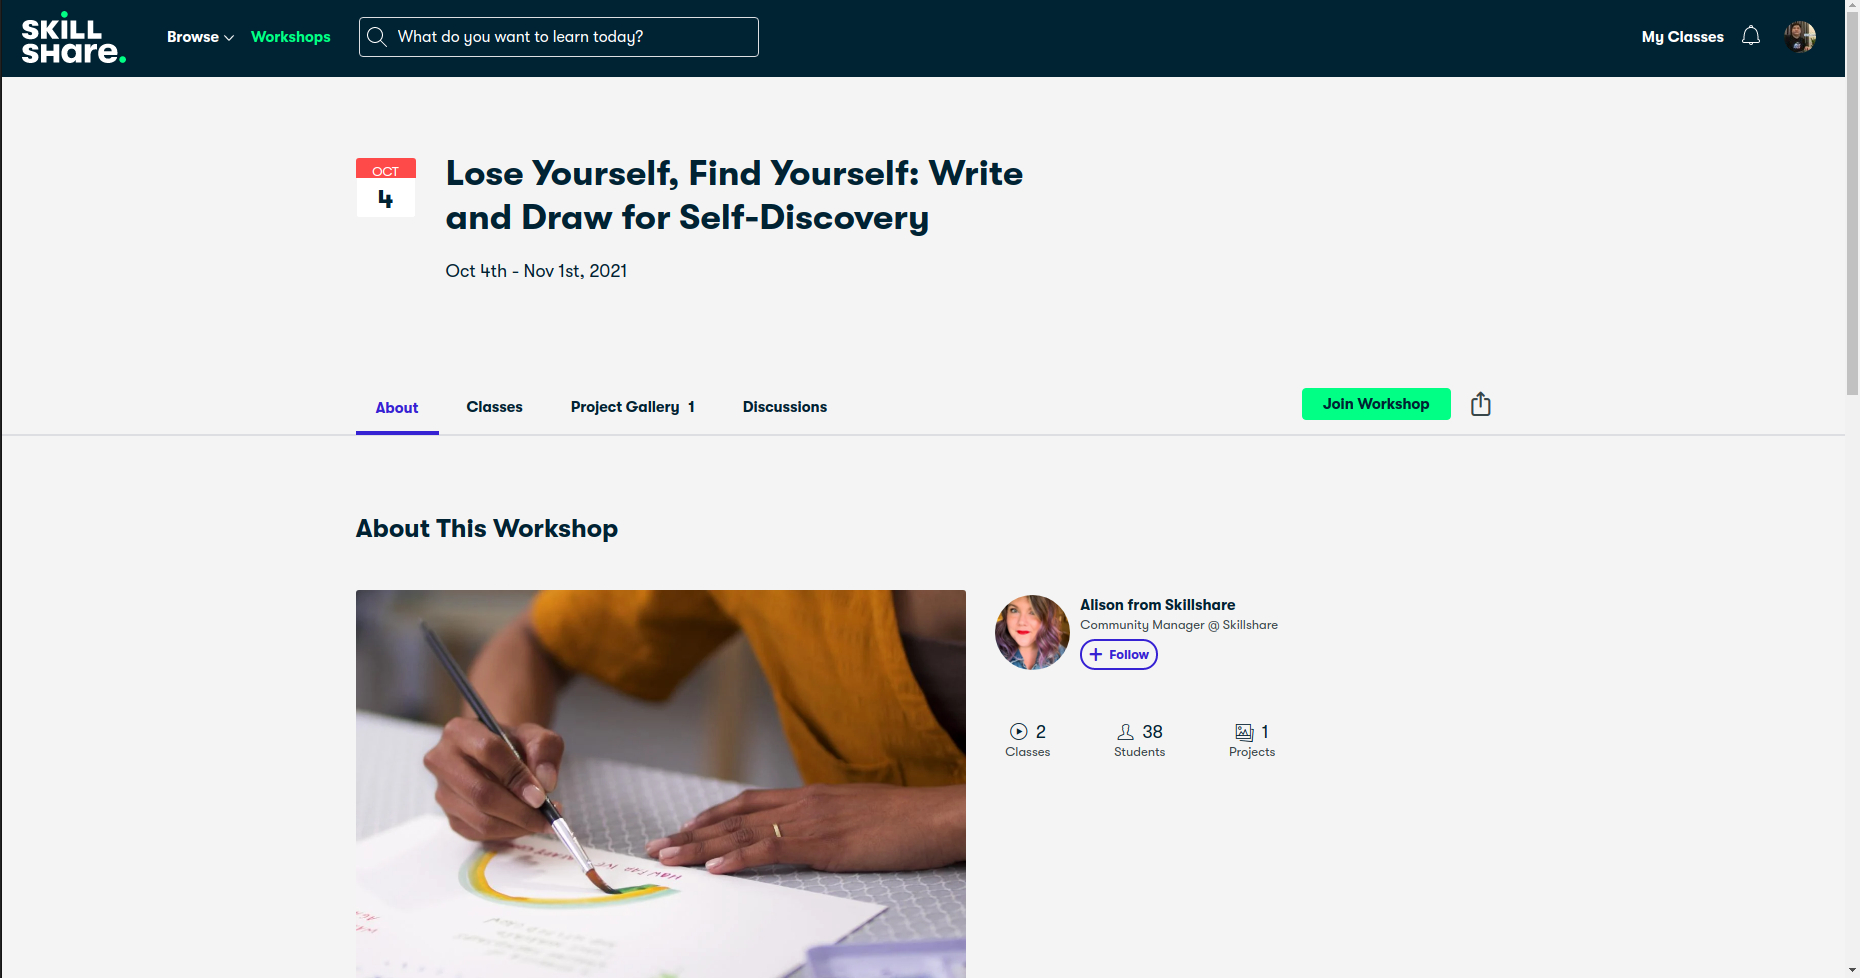 SKILL
SHare.
Browse
Workshops
What do you want to learn today?
My Classes
OCT
4
Lose Yourself, Find Yourself: Write
and Draw for Self-Discovery
Oct 4th - Nov 1st, 2021
About
Classes
Project Gallery 1
Discussions
Join Workshop
About This Workshop
Alison from Skillshare
Community Manager @ Skillshare
+ Follow
2
Classes
38
Students
1
Projects